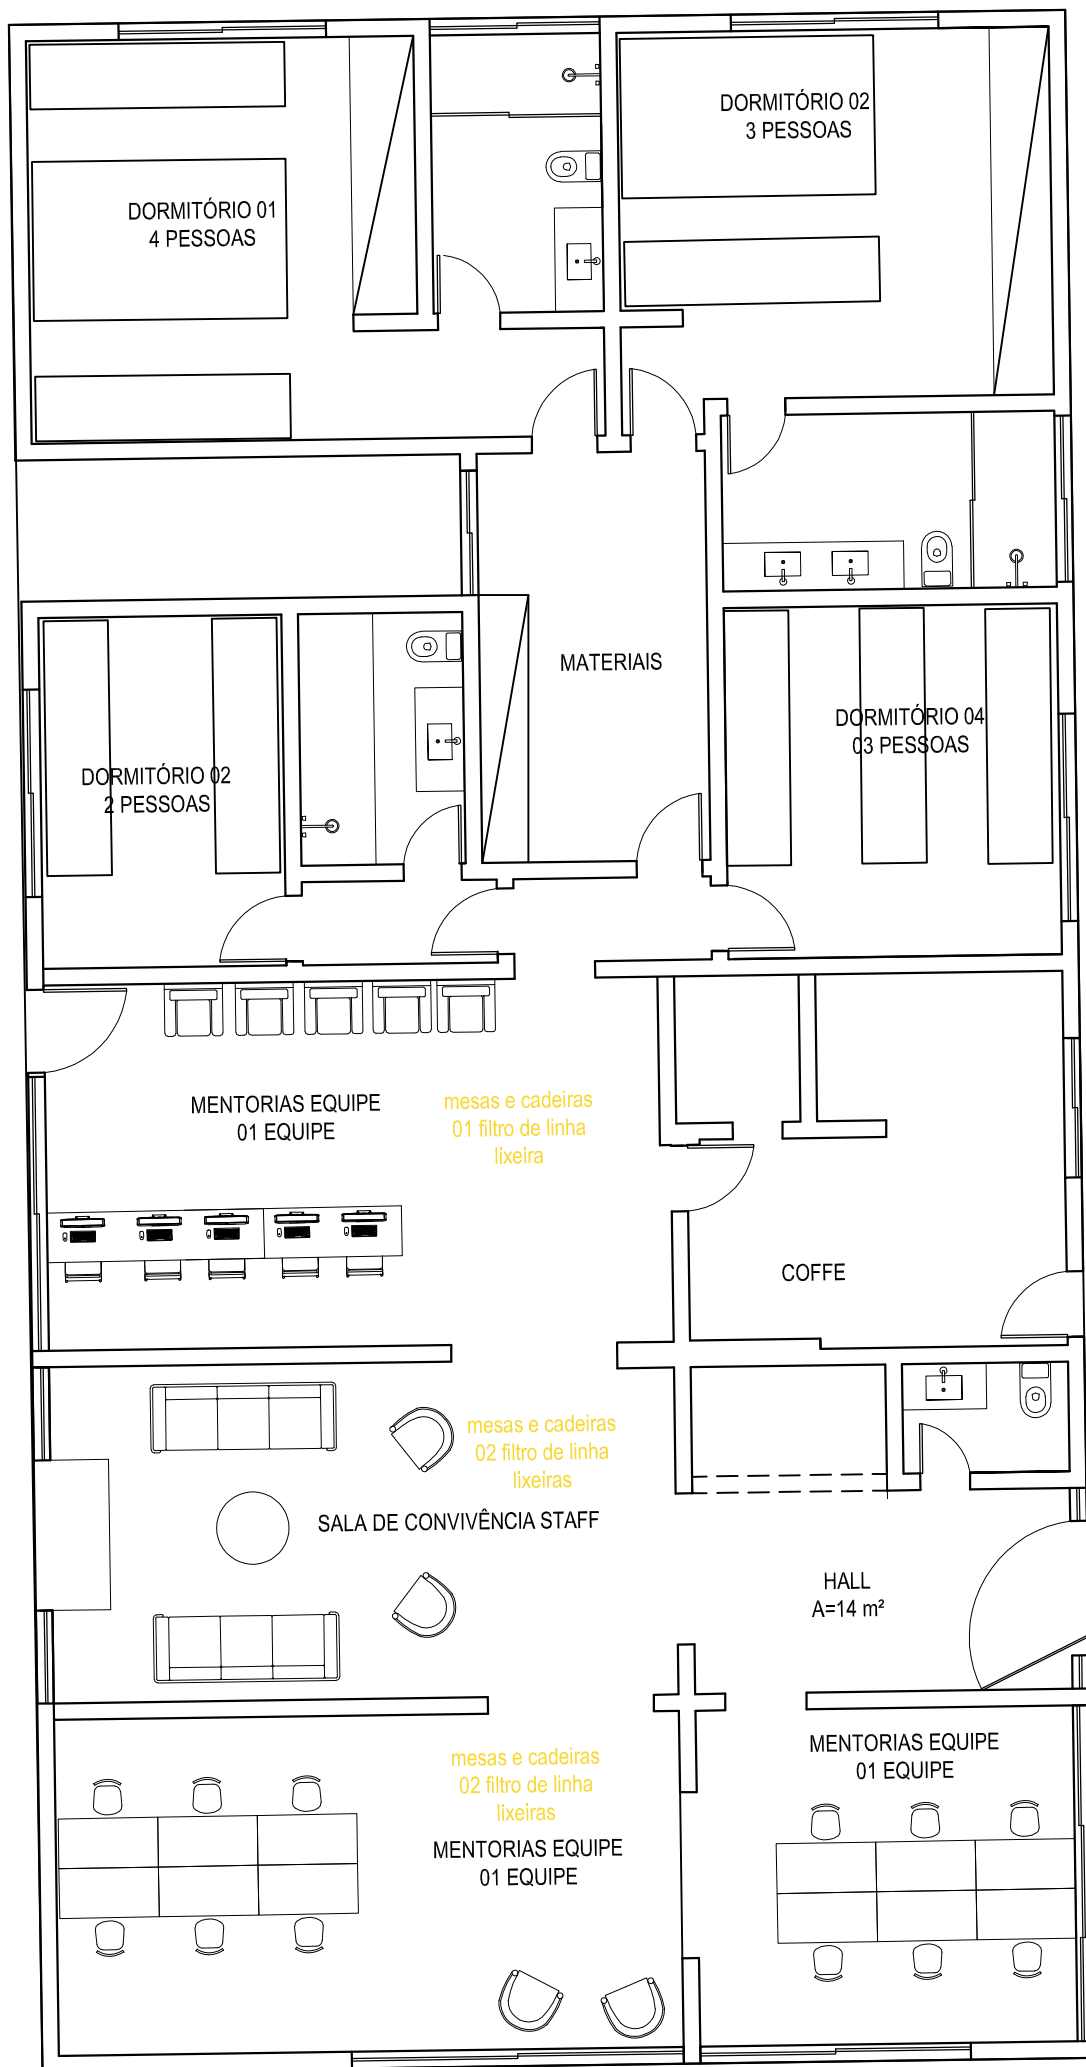 DORMITÓRIO 02
3 PESSOAS
DORMITÓRIO 01
4 PESSOAS
MATERIAIS
DORMITÓRIO 04
03 PESSOAS
DORMITÓRIO 02
2 PESSOAS
MENTORIAS EQUIPE
01 EQUIPE
mesas e cadeiras
01 filtro de linha
lixeira
COFFE
mesas e cadeiras
02 filtro de linha
lixeiras
SALA DE CONVIVÊNCIA STAFF
HALL
A=14 m²
mesas e cadeiras
02 filtro de linha
lixeiras
MENTORIAS EQUIPE
01 EQUIPE
MENTORIAS EQUIPE
01 EQUIPE